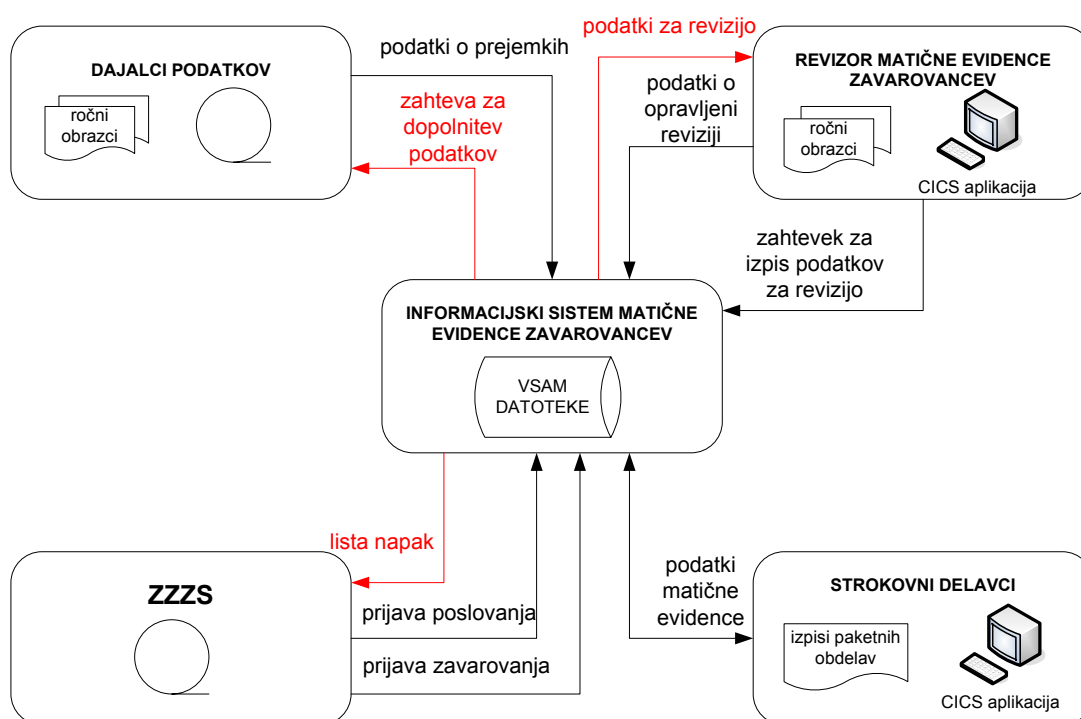 DAJALCI PODATKOV
ročni
obrazci
podatki o prejemkih
zahteva za
dopolnitev
podatkov
podatki za revizijo
podatki o
opravljeni
reviziji
REVIZOR MATIČNE EVIDENCE
ZAVAROVANCEV
ročni
obrazci
CICS aplikacija
zahtevek za
izpis podatkov
za revizijo
INFORMACIJSKI SISTEM MATIČNE
EVIDENCE ZAVAROVANCEV
VSAM
DATOTEKE
lista napak
ZZZS
prijava poslovanja
prijava zavarovanja
podatki
matične
evidence
STROKOVNI DELAVCI
izpisi paketnih
obdelav
CICS aplikacija